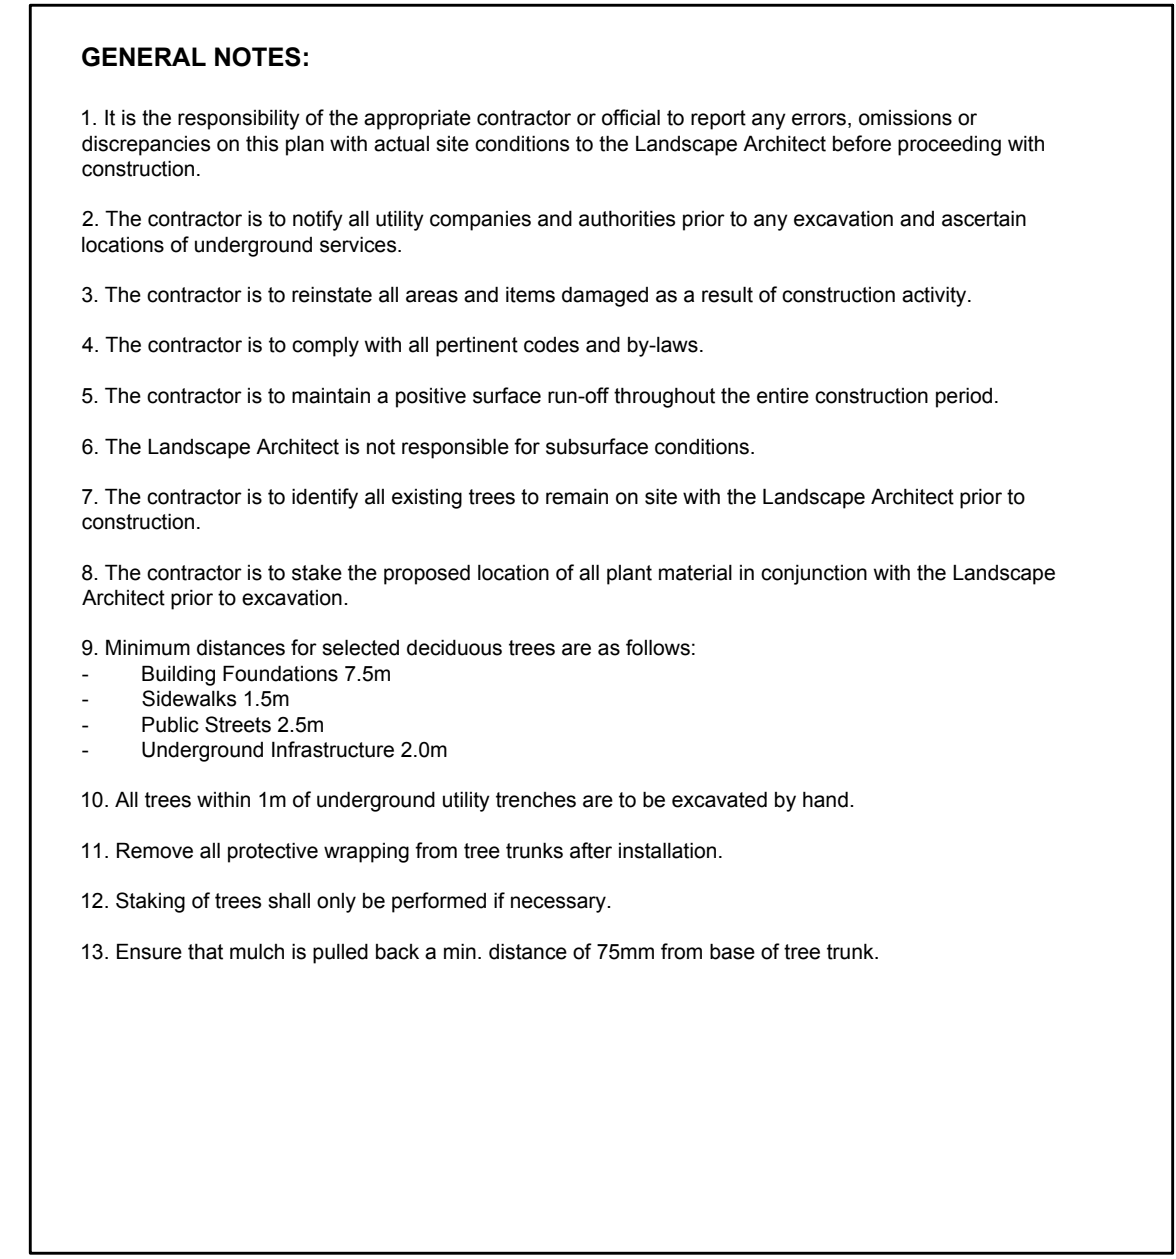 GENERAL NOTES:
1. It is the responsibility of the appropriate contractor or official to report any errors, omissions or
discrepancies on this plan with actual site conditions to the Landscape Architect before proceeding with
construction.
2. The contractor is to notify all utility companies and authorities prior to any excavation and ascertain
locations of underground services.
3. The contractor is to reinstate all areas and items damaged as a result of construction activity.
4. The contractor is to comply with all pertinent codes and by-laws.
5. The contractor is to maintain a positive surface run-off throughout the entire construction period.
6. The Landscape Architect is not responsible for subsurface conditions.
7. The contractor is to identify all existing trees to remain on site with the Landscape Architect prior to
construction.
8. The contractor is to stake the proposed location of all plant material in conjunction with the Landscape
Architect prior to excavation.
9. Minimum distances for selected deciduous trees are as follows:
- Building Foundations 7.5m
- Sidewalks 1.5m
- Public Streets 2.5m
- Underground Infrastructure 2.0m
10. All trees within 1m of underground utility trenches are to be excavated by hand.
11. Remove all protective wrapping from tree trunks after installation.
12. Staking of trees shall only be performed if necessary.
13. Ensure that mulch is pulled back a min. distance of 75mm from base of tree trunk.